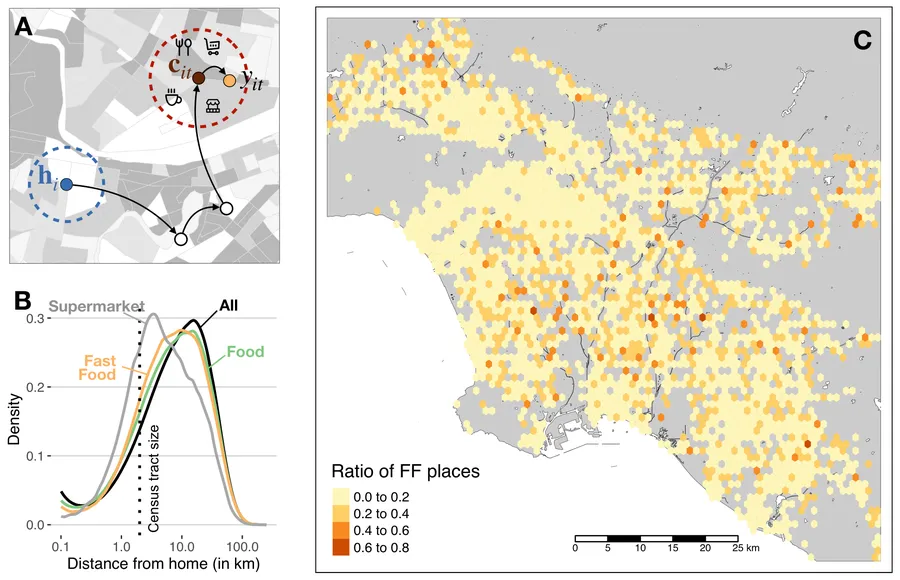 A
c_it
y_it
h_i
B
Supermarket
All
Fast
Food
Food
0.3
0.2
0.1
0.0
Density
Census tract size
0.1 1.0 10.0 100.0
Distance from home (in km)
C
Ratio of FF places
0.0 to 0.2
0.2 to 0.4
0.4 to 0.6
0.6 to 0.8
0 5 10 15 20 25 km